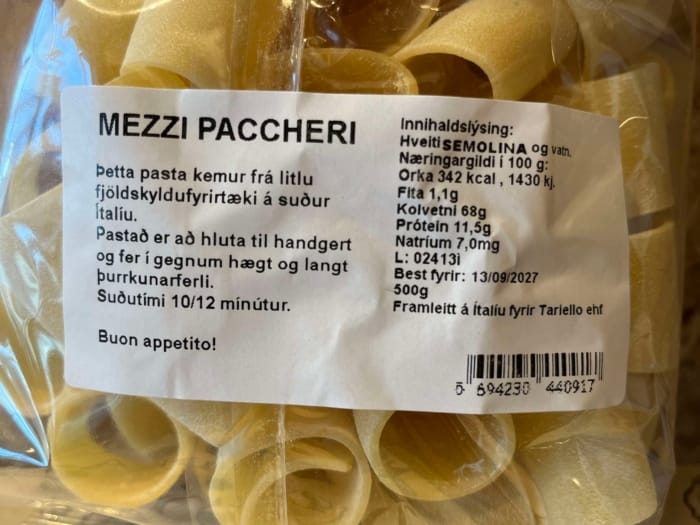 MEZZI PACCHERI
Þetta pasta kemur frá litlu
fjöldskyldufyrirtæki á suður
Ítalíu.
Pastað er að hluta til handgert
og fer í gegnum hægt og langt
þurrkunarferli.
Suðutími 10/12 mínútur.
Buon appetito!
Innihaldslýsing:
Hveiti SEMOLINA og vatn.
Næringargildi í 100 g:
Orka 342 kcal , 1430 kj.
Fita 1,1g
Kolvetni 68g
Prótein 11,5g
Natríum 7,0mg
L: 02413i
Best fyrir: 13/09/2027
500g
Framleitt á Ítalíu fyrir Tariello ehf
0 694230 440917